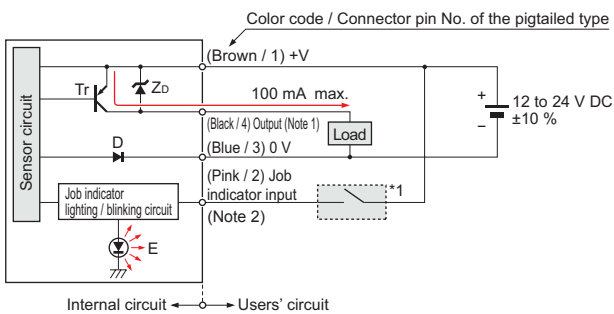 Color code / Connector pin No. of the pigtailed type
(Brown / 1) +V
Tr
ZD
100 mA max.
+
12 to 24 V DC
−
±10 %
(Black / 4) Output (Note 1)
Load
D
(Blue / 3) 0 V
Sensor circuit
(Pink / 2) Job
indicator input
(Note 2)
*1
Job indicator
lighting / blinking circuit
E
Internal circuit
Users' circuit